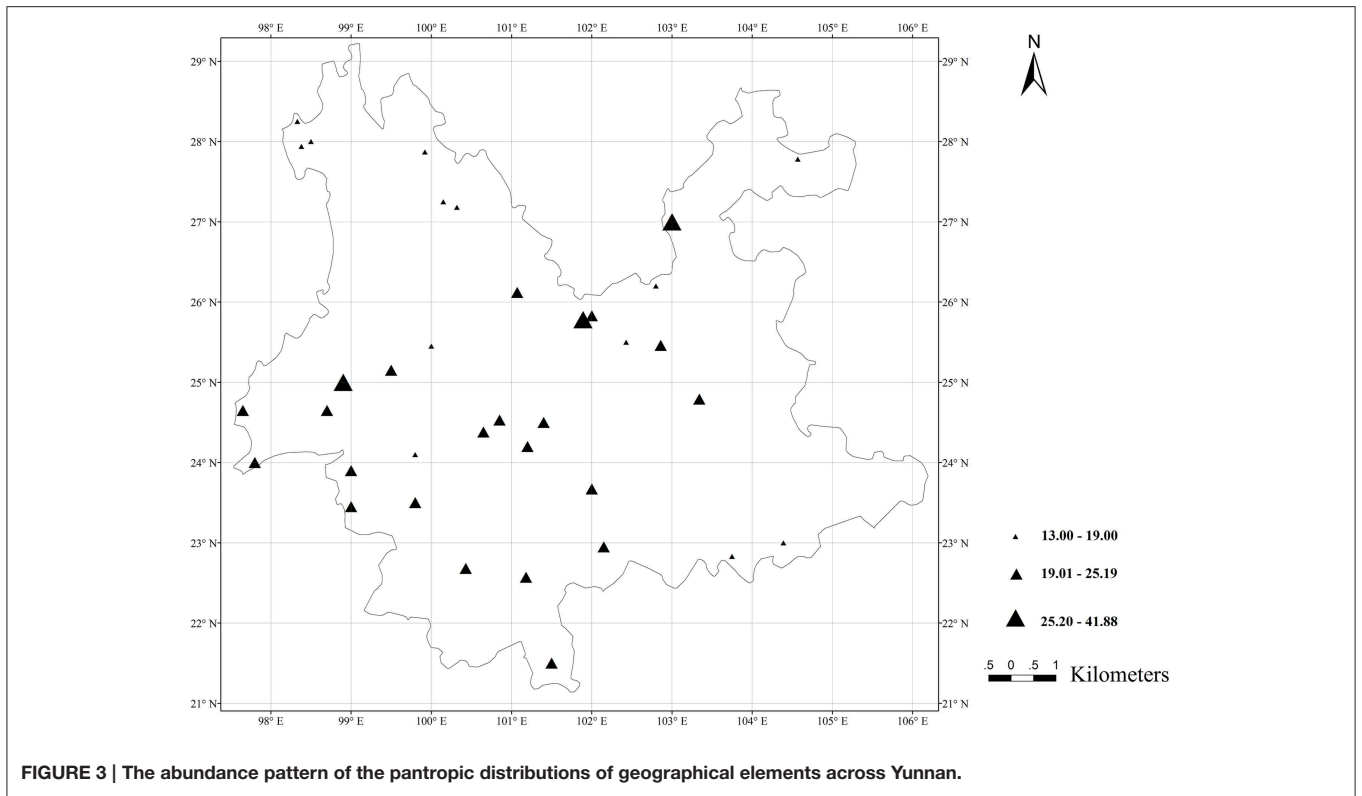 98° E 99° E 100° E 101° E 102° E 103° E 104° E 105° E 106° E
29° N 29° N
28° N 28° N
27° N 27° N
26° N 26° N
25° N 25° N
24° N 24° N
23° N 23° N
22° N 22° N
21° N 21° N
98° E 99° E 100° E 101° E 102° E 103° E 104° E 105° E 106° E
N
13.00 - 19.00
19.01 - 25.19
25.20 - 41.88
.5 0 .5 1 Kilometers
FIGURE 3 | The abundance pattern of the pantropic distributions of geographical elements across Yunnan.